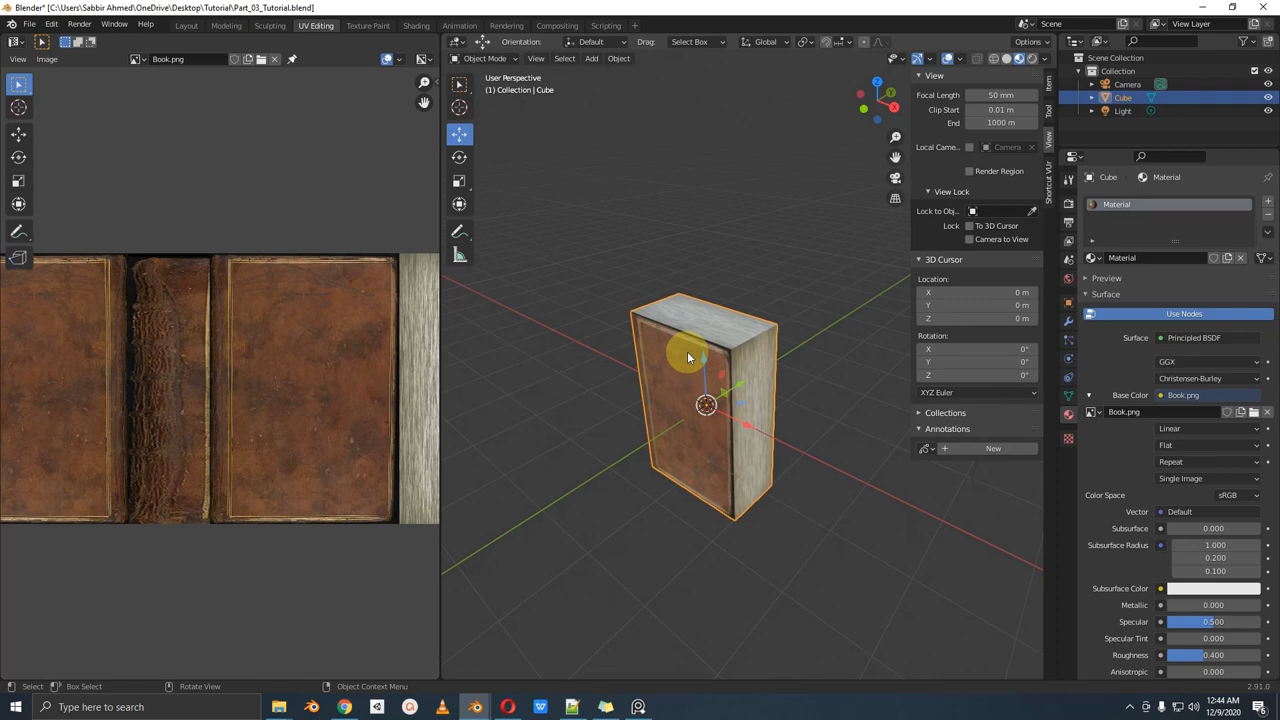 Blender* [C:\Users\Sabbir Ahmed\OneDrive\Desktop\Tutorial\Part_03_Tutorial.blend]
File Edit Render Window Help Layout Modeling Sculpting UV Editing Texture Paint Shading Animation Rendering Compositing Scripting Scene View Layer
Orientation: Default Drag: Select Box Global Options
View Image Book.png Object Mode View Select Add Object
User Perspective
(1) Collection | Cube
View
Focal Length 50 mm
Clip Start 0.01 m
End 1000 m
Local Came... Camera
Render Region
View Lock
Lock to Obj...
Lock To 3D Cursor
Camera to View
3D Cursor
Location:
X 0 m
Y 0 m
Z 0 m
Rotation:
X 0°
Y 0°
Z 0°
XYZ Euler
Collections
Annotations
New
Item
Tool
View
Shortcut VUr
Z
Y
X
Scene Collection
Collection
Camera
Cube
Light
Cube Material
Material
Material
Preview
Surface
Use Nodes
Surface Principled BSDF
GGX
Christensen-Burley
Base Color Book.png
Book.png
Linear
Flat
Repeat
Single Image
Color Space sRGB
Vector Default
Subsurface 0.000
Subsurface Radius 1.000
0.200
0.100
Subsurface Color
Metallic 0.000
Specular 0.500
Specular Tint 0.000
Roughness 0.400
Anisotropic 0.000
Select Box Select Rotate View Object Context Menu 2.91.0
Type here to search
12:44 AM
12/9/2020